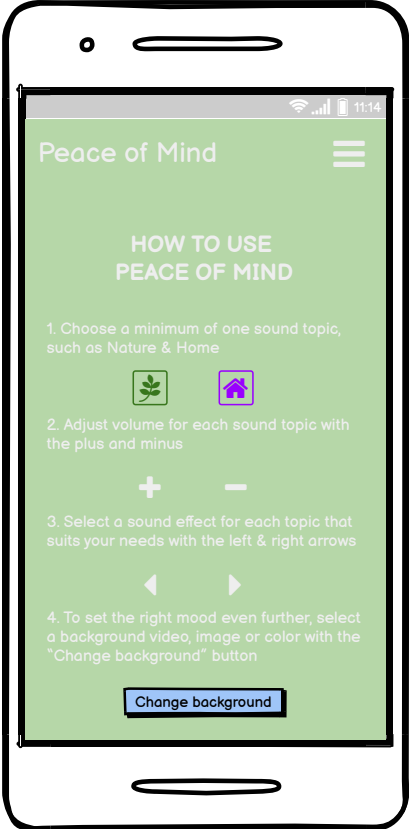 11:14
Peace of Mind
HOW TO USE
PEACE OF MIND
1. Choose a minimum of one sound topic,
such as Nature & Home
2. Adjust volume for each sound topic with
the plus and minus
3. Select a sound effect for each topic that
suits your needs with the left & right arrows
4. To set the right mood even further, select
a background video, image or color with the
“Change background” button
Change background